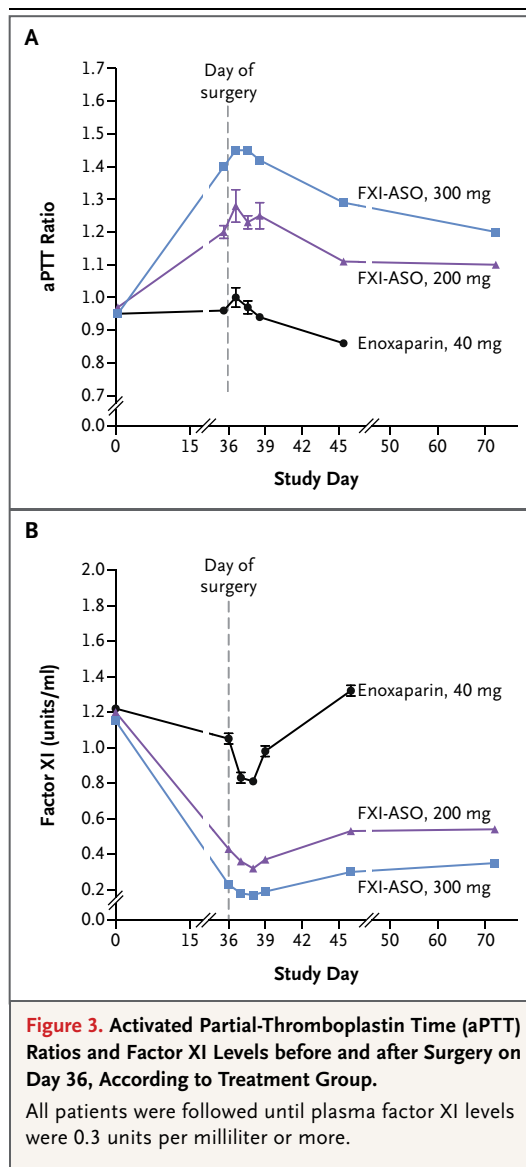 A
Day of
surgery
1.7
1.6
1.5
1.4
1.3
1.2
1.1
1.0
0.9
0.8
0.7
0.0
aPTT Ratio
FXI-ASO, 300 mg
FXI-ASO, 200 mg
Enoxaparin, 40 mg
0 15 36 39 42 45 50 60 70
Study Day
B
Day of
surgery
2.0
1.8
1.6
1.4
1.2
1.0
0.8
0.6
0.4
0.2
0.0
Factor XI (units/ml)
Enoxaparin, 40 mg
FXI-ASO, 200 mg
FXI-ASO, 300 mg
0 15 36 39 42 45 50 60 70
Study Day
Figure 3. Activated Partial-Thromboplastin Time (aPTT)
Ratios and Factor XI Levels before and after Surgery on
Day 36, According to Treatment Group.
All patients were followed until plasma factor XI levels
were 0.3 units per milliliter or more.